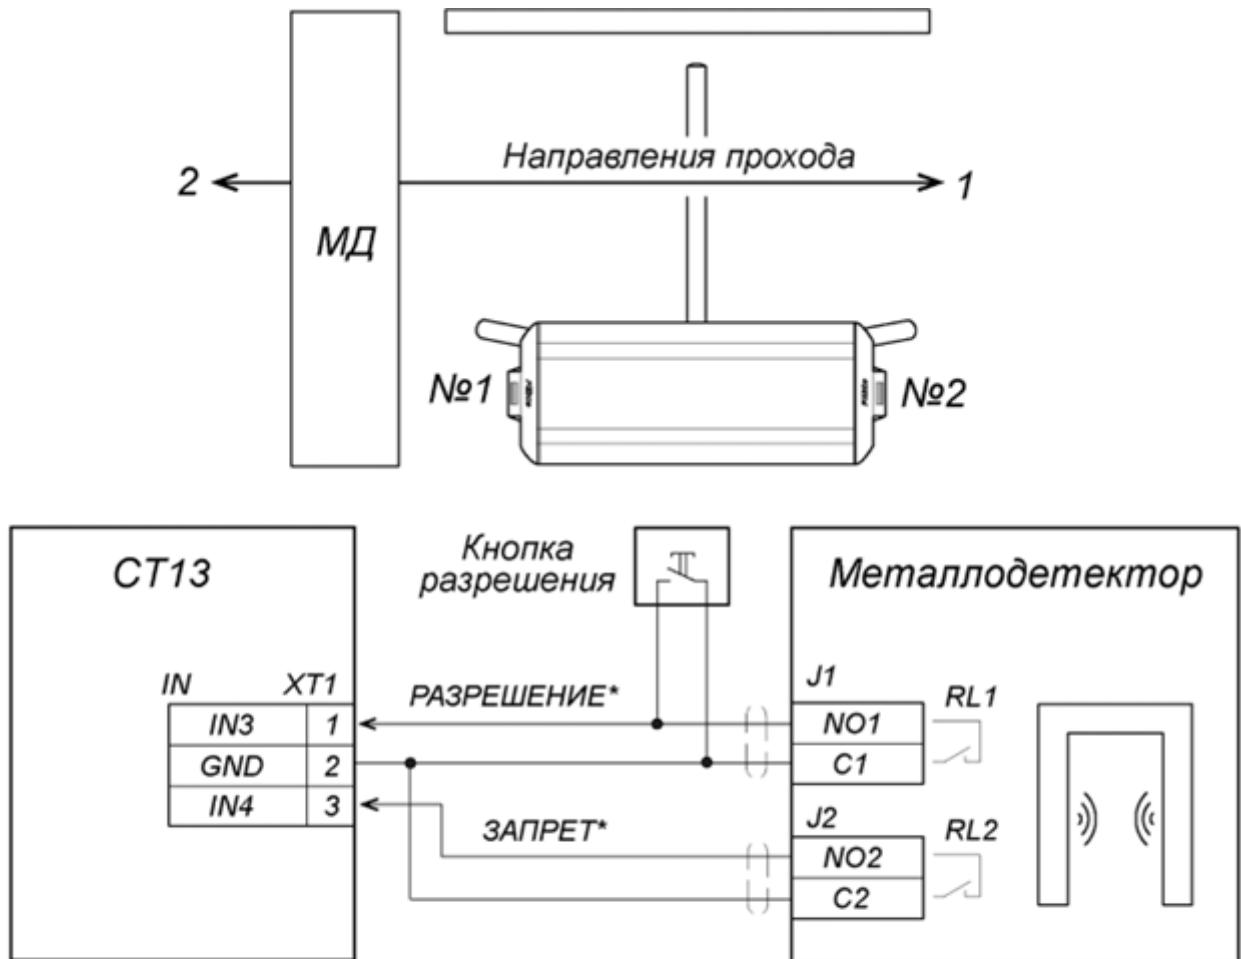 Направления прохода
2
1
МД
№1
№2
СТ13
Кнопка
разрешения
Металлодетектор
IN XT1
IN3 1
GND 2
IN4 3
РАЗРЕШЕНИЕ*
ЗАПРЕТ*
J1
NO1
C1
RL1
J2
NO2
C2
RL2